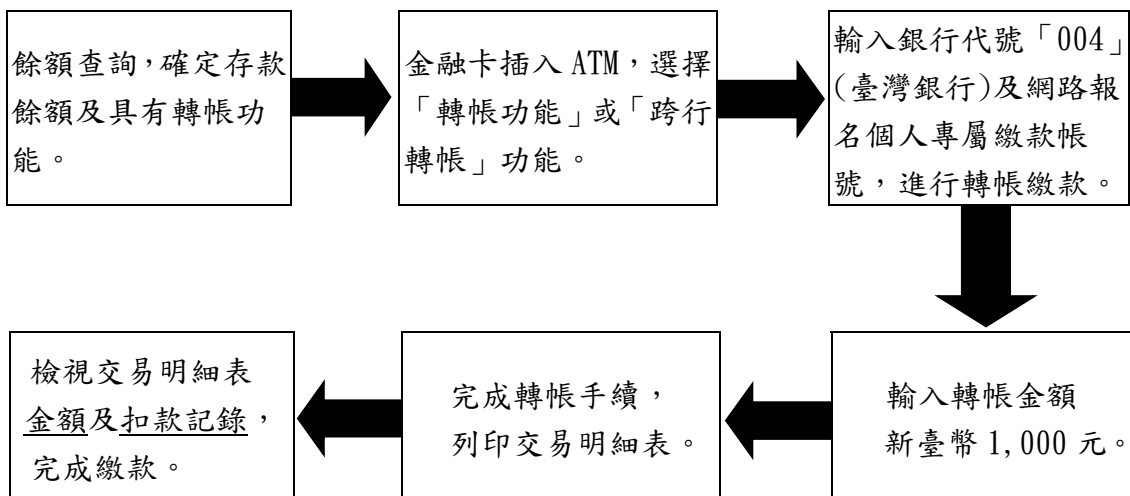 餘額查詢，確定存款
餘額及具有轉帳功
能。
金融卡插入 ATM，選擇
「轉帳功能」或「跨行
轉帳」功能。
輸入銀行代號「004」
(臺灣銀行)及網路報
名個人專屬繳款帳
號，進行轉帳繳款。
輸入轉帳金額
新臺幣 1,000 元。
完成轉帳手續，
列印交易明細表。
檢視交易明細表
金額及扣款記錄，
完成繳款。